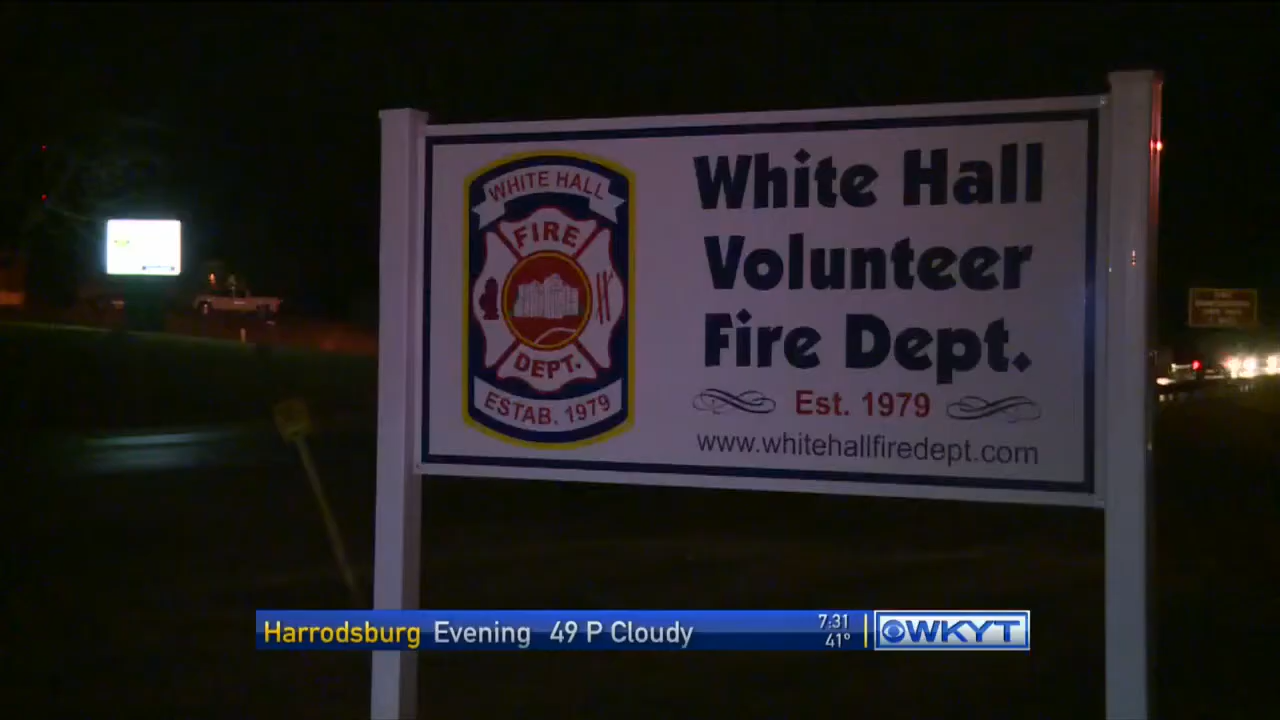 WHITE HALL
FIRE
DEPT.
ESTAB. 1979
White Hall
Volunteer
Fire Dept.
Est. 1979
www.whitehallfiredept.com
Harrodsburg Evening 49 P Cloudy
7:31
41°
WKYT